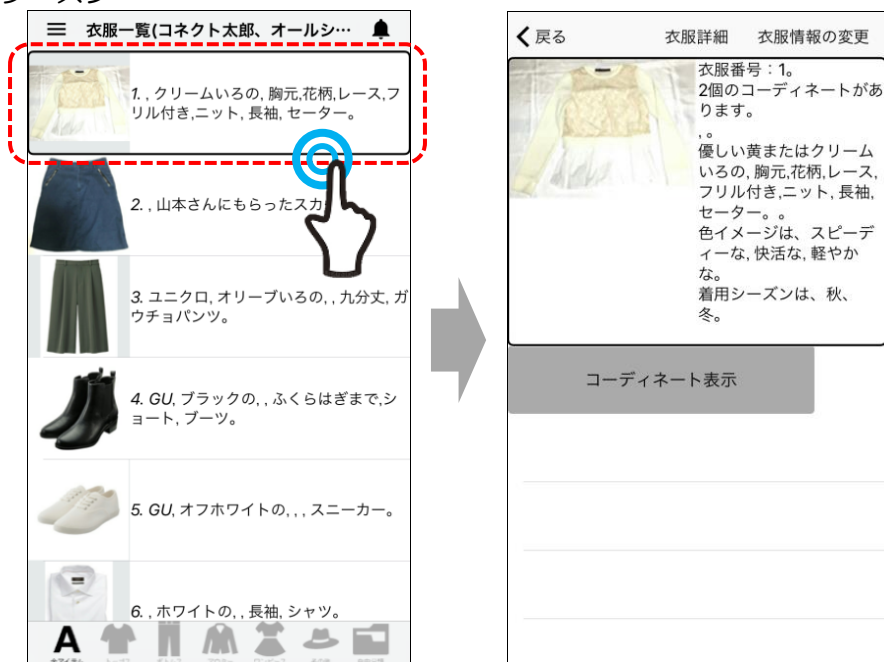 衣服一覧(コネクト太郎、オールシ…
1. , クリームいろの, 胸元,花柄,レース,フ
リル付き,ニット, 長袖, セーター。
2. , 山本さんにもらったスカ
3. ユニクロ, オリーブいろの, , 九分丈, ガ
ウチョパンツ。
4. GU, ブラックの, , ふくらはぎまで,シ
ョート, ブーツ。
5. GU, オフホワイトの, , , スニーカー。
6. , ホワイトの, , 長袖, シャツ。
A
戻る
衣服詳細
衣服情報の変更
衣服番号：1。
2個のコーディネートがあ
ります。
, 。
優しい黄またはクリーム
いろの, 胸元,花柄,レース,
フリル付き,ニット, 長袖,
セーター。。
色イメージは、スピーデ
ィーな, 快活な, 軽やか
な。
着用シーズンは、秋、
冬。
コーディネート表示